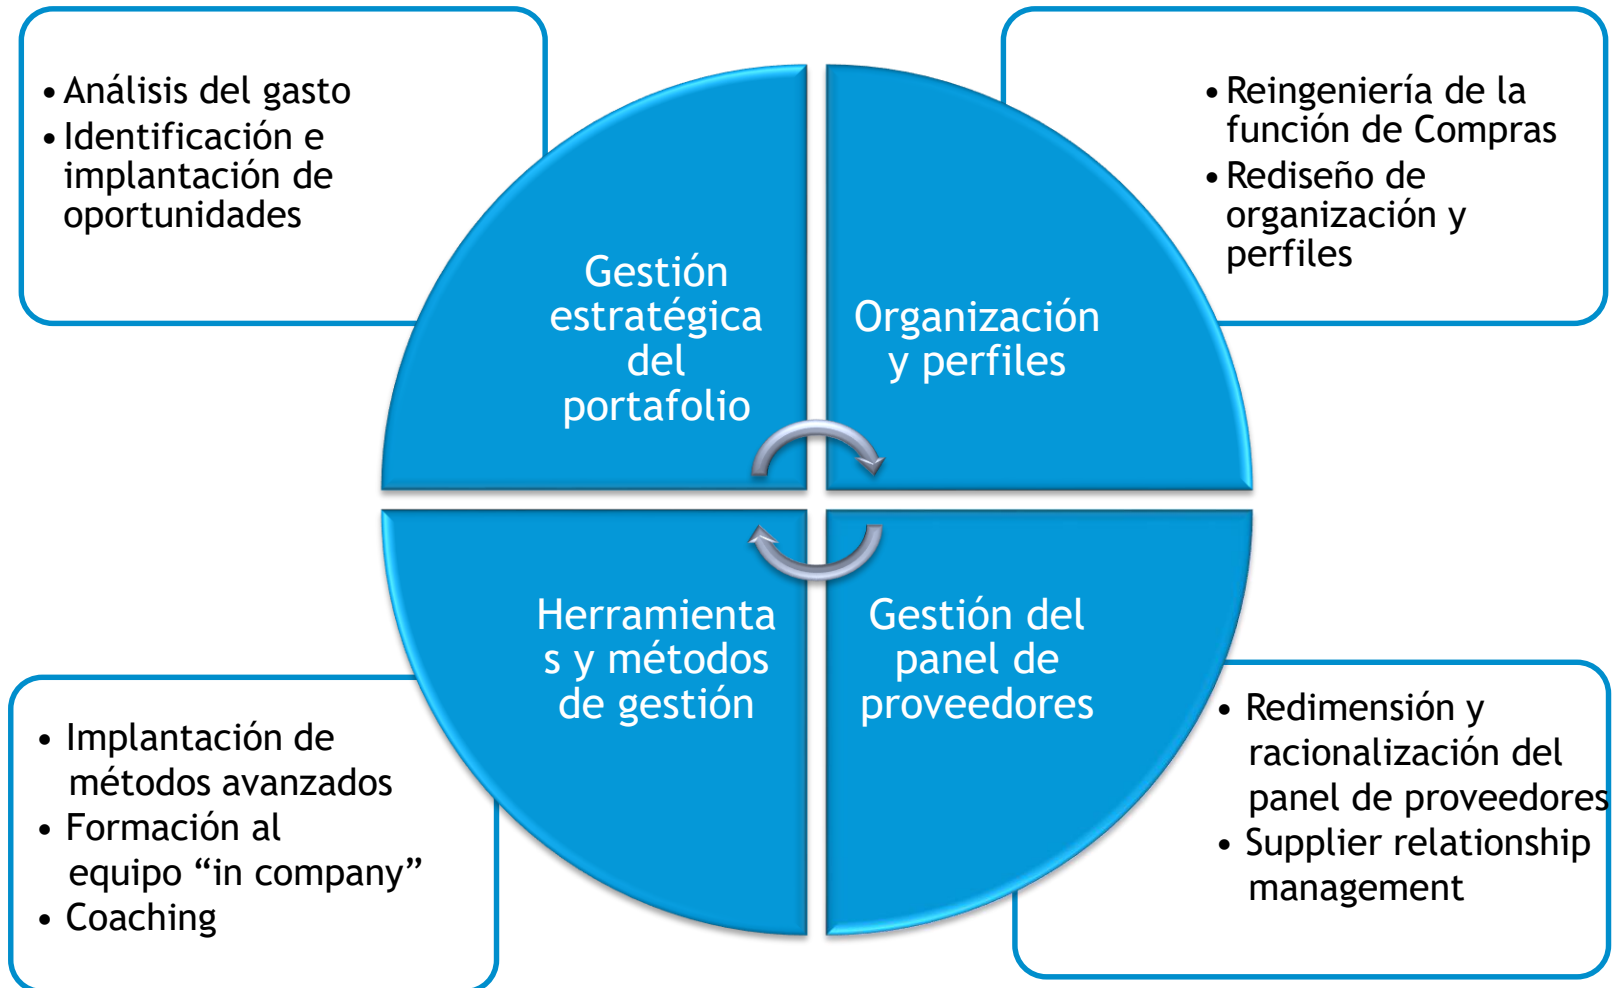 • Análisis del gasto
• Identificación e
implantación de
oportunidades
• Reingeniería de la
función de Compras
• Rediseño de
organización y
perfiles
Gestión
estratégica
del
portafolio
Organización
y perfiles
Herramienta
s y métodos
de gestión
Gestión del
panel de
proveedores
• Implantación de
métodos avanzados
• Formación al
equipo “in company”
• Coaching
• Redimensión y
racionalización del
panel de proveedores
• Supplier relationship
management